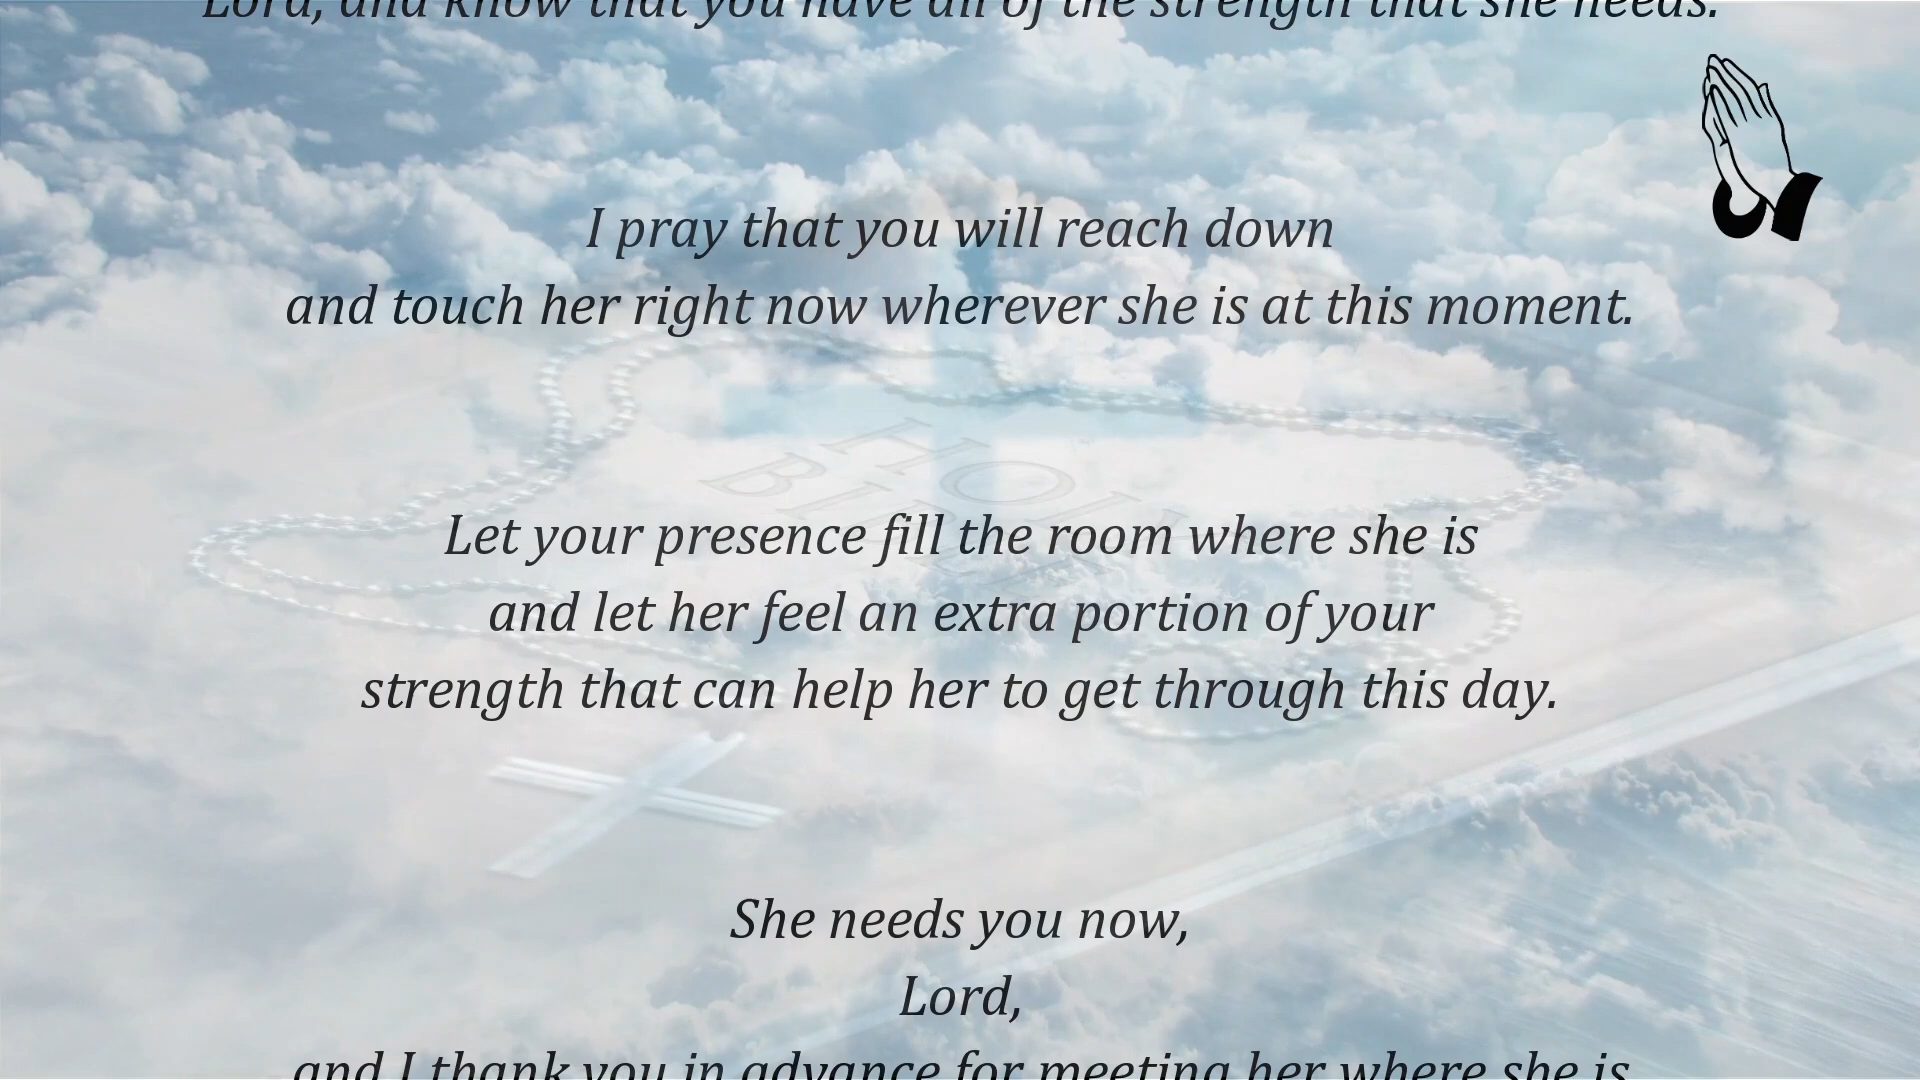 Lord, and know that you have all of the strength that she needs.
I pray that you will reach down
and touch her right now wherever she is at this moment.
HOLY
BIBLE
Let your presence fill the room where she is
and let her feel an extra portion of your
strength that can help her to get through this day.
She needs you now,
Lord,
and I thank you in advance for meeting her where she is